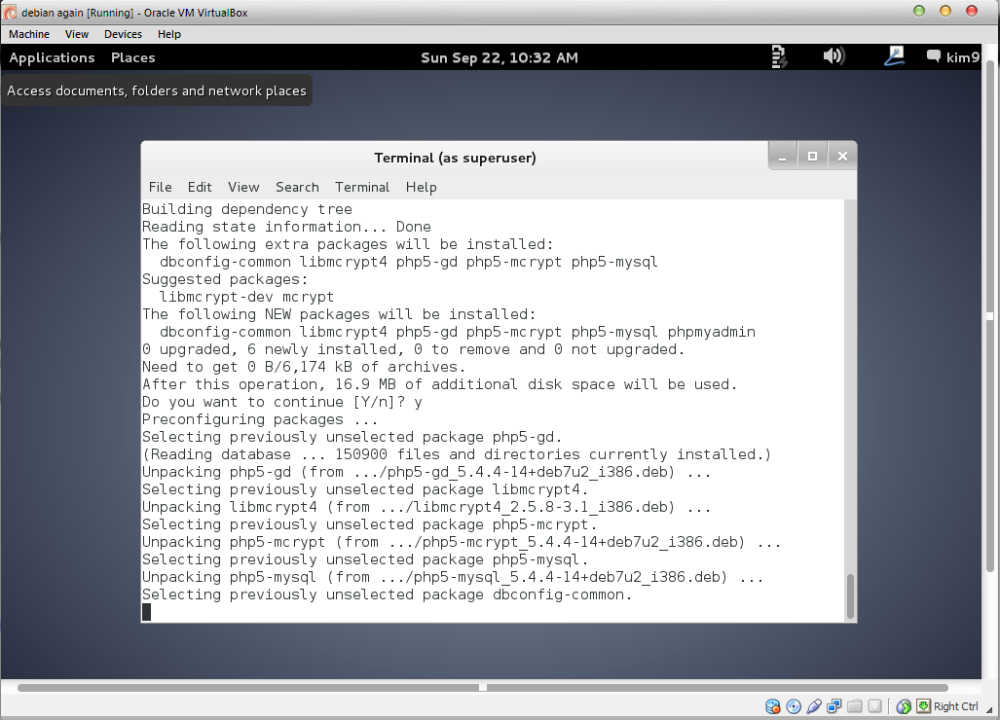 debian again [Running] - Oracle VM VirtualBox
Machine View Devices Help
Applications Places Sun Sep 22, 10:32 AM kim9
Access documents, folders and network places
Terminal (as superuser)
File Edit View Search Terminal Help
Building dependency tree
Reading state information... Done
The following extra packages will be installed:
  dbconfig-common libmcrypt4 php5-gd php5-mcrypt php5-mysql
Suggested packages:
  libmcrypt-dev mcrypt
The following NEW packages will be installed:
  dbconfig-common libmcrypt4 php5-gd php5-mcrypt php5-mysql phpmyadmin
0 upgraded, 6 newly installed, 0 to remove and 0 not upgraded.
Need to get 0 B/6,174 kB of archives.
After this operation, 16.9 MB of additional disk space will be used.
Do you want to continue [Y/n]? y
Preconfiguring packages ...
Selecting previously unselected package php5-gd.
(Reading database ... 150900 files and directories currently installed.)
Unpacking php5-gd (from .../php5-gd_5.4.4-14+deb7u2_i386.deb) ...
Selecting previously unselected package libmcrypt4.
Unpacking libmcrypt4 (from .../libmcrypt4_2.5.8-3.1_i386.deb) ...
Selecting previously unselected package php5-mcrypt.
Unpacking php5-mcrypt (from .../php5-mcrypt_5.4.4-14+deb7u2_i386.deb) ...
Selecting previously unselected package php5-mysql.
Unpacking php5-mysql (from .../php5-mysql_5.4.4-14+deb7u2_i386.deb) ...
Selecting previously unselected package dbconfig-common.
Right Ctrl